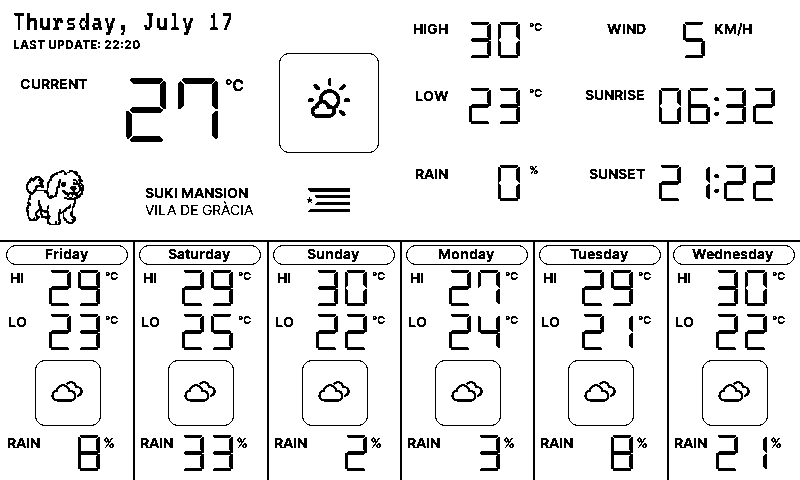 Thursday, July 17
LAST UPDATE: 22:20
CURRENT 27 °C
SUKI MANSION
VILA DE GRÀCIA
HIGH 30 °C
LOW 23 °C
RAIN 0 %
WIND 5 KM/H
SUNRISE 06:32
SUNSET 21:22
Friday
HI 29 °C
LO 23 °C
RAIN 8 %
Saturday
HI 29 °C
LO 25 °C
RAIN 33 %
Sunday
HI 30 °C
LO 22 °C
RAIN 2 %
Monday
HI 27 °C
LO 24 °C
RAIN 3 %
Tuesday
HI 29 °C
LO 21 °C
RAIN 8 %
Wednesday
HI 30 °C
LO 22 °C
RAIN 21 %